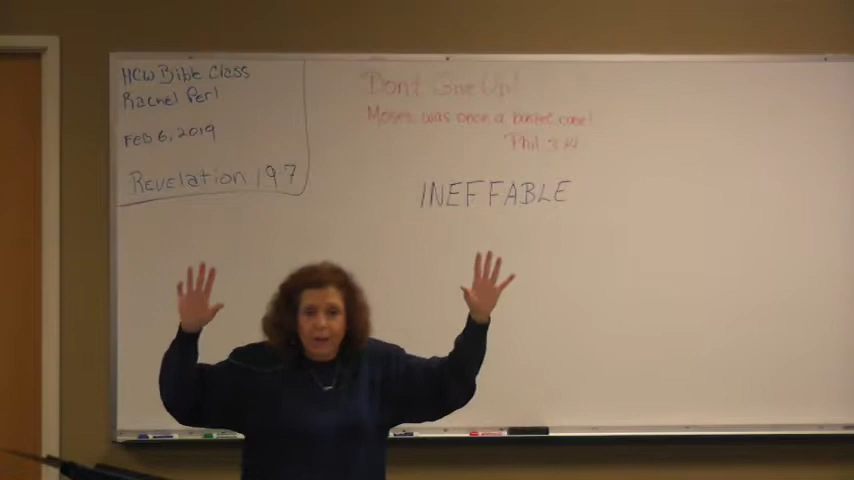 HCW Bible Class
Rachel Perl
FEB 6, 2019
REVElation 19 7
Don't Give Up!
Moses was once a basket case!
Phil 3:14
INEFFABLE